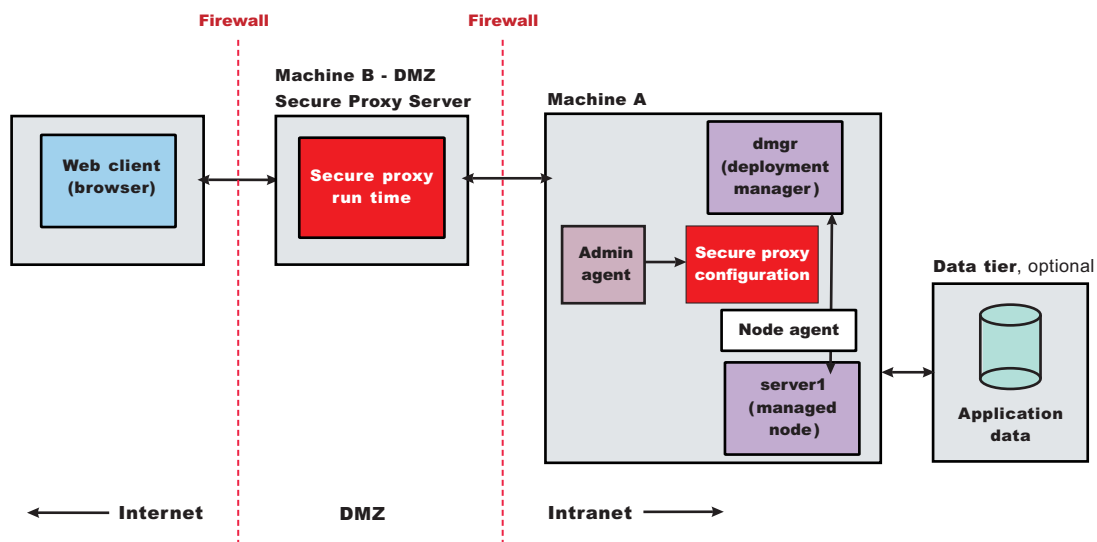 Firewall
Firewall
Machine B - DMZ
Secure Proxy Server
Machine A
Web client
(browser)
Secure proxy
run time
dmgr
(deployment
manager)
Admin
agent
Secure proxy
configuration
Node agent
server1
(managed
node)
Data tier, optional
Application
data
Internet
DMZ
Intranet